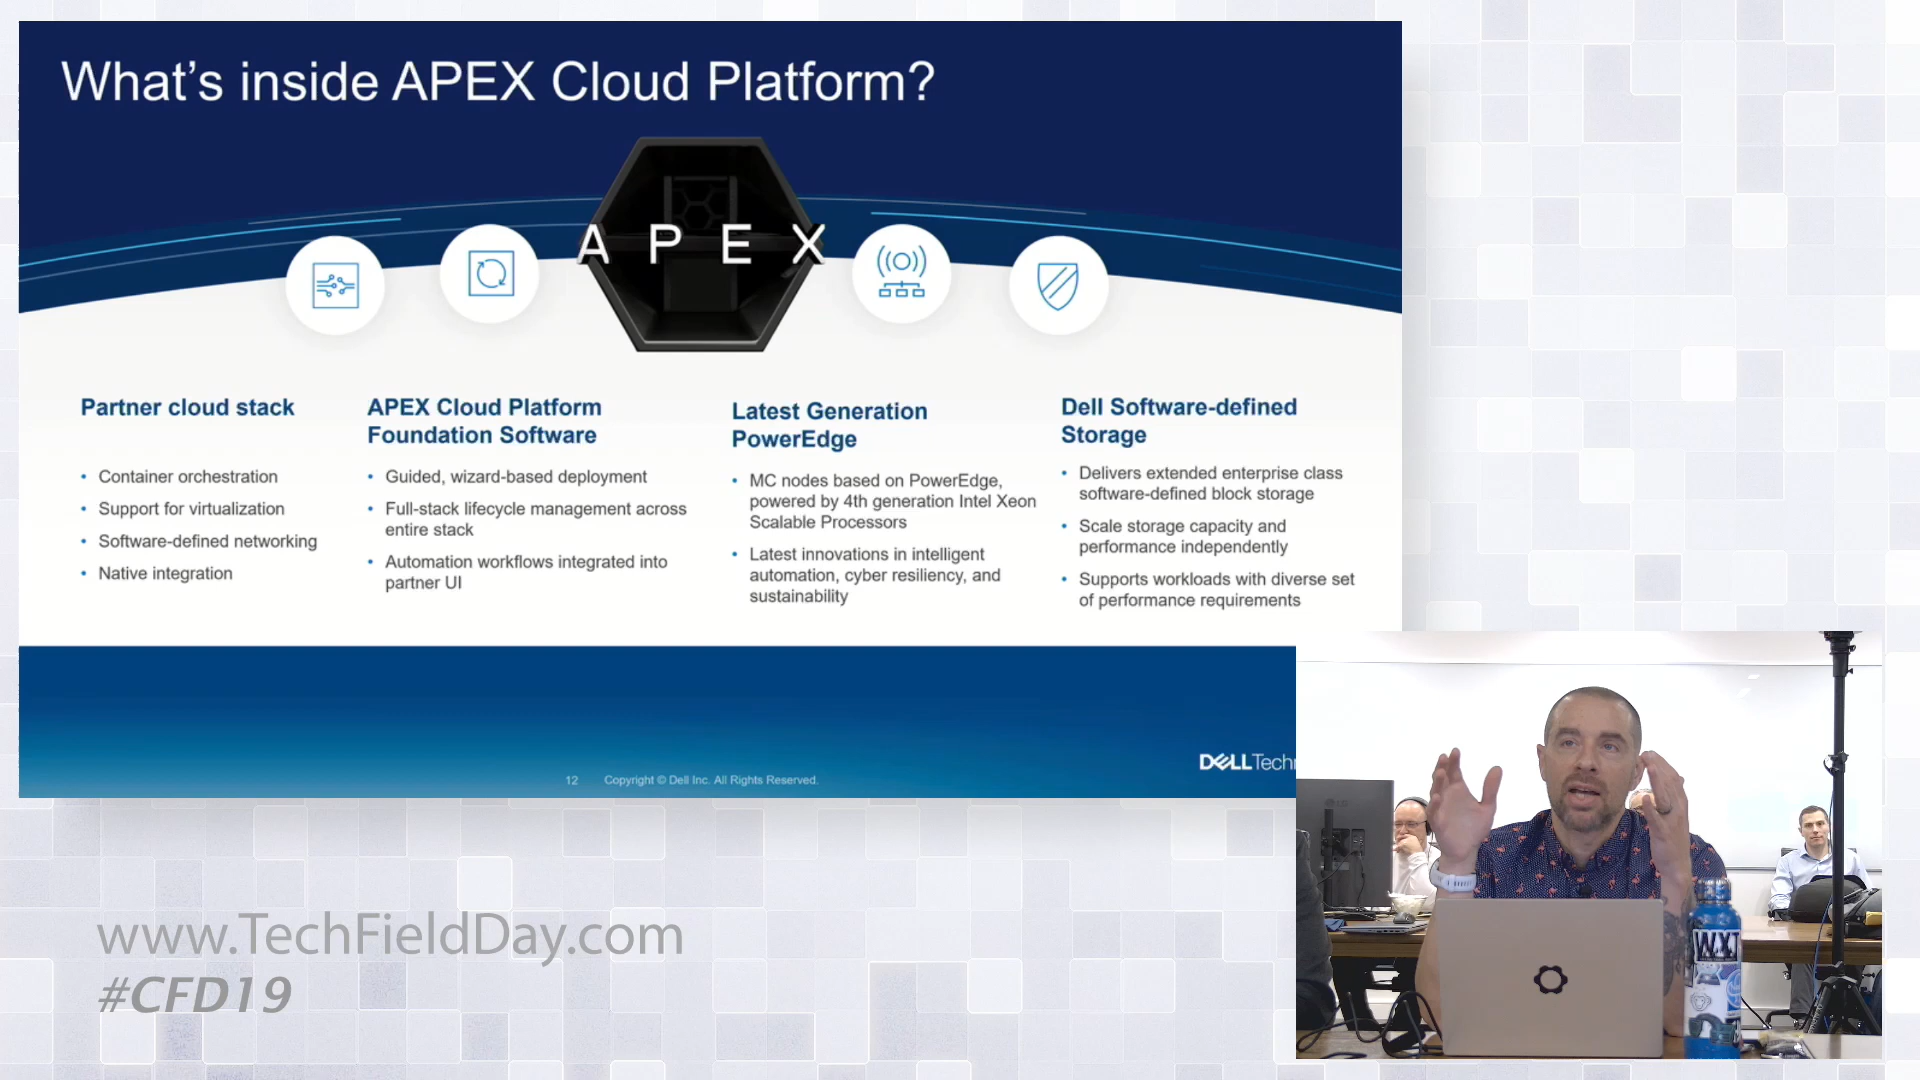 What's inside APEX Cloud Platform?
APEX
Partner cloud stack
• Container orchestration
• Support for virtualization
• Software-defined networking
• Native integration
APEX Cloud Platform
Foundation Software
• Guided, wizard-based deployment
• Full-stack lifecycle management across
entire stack
• Automation workflows integrated into
partner UI
Latest Generation
PowerEdge
• MC nodes based on PowerEdge,
powered by 4th generation Intel Xeon
Scalable Processors
• Latest innovations in intelligent
automation, cyber resiliency, and
sustainability
Dell Software-defined
Storage
• Delivers extended enterprise class
software-defined block storage
• Scale storage capacity and
performance independently
• Supports workloads with diverse set
of performance requirements
12 Copyright © Dell Inc. All Rights Reserved.
DELLTech
www.TechFieldDay.com
#CFD19
WXT